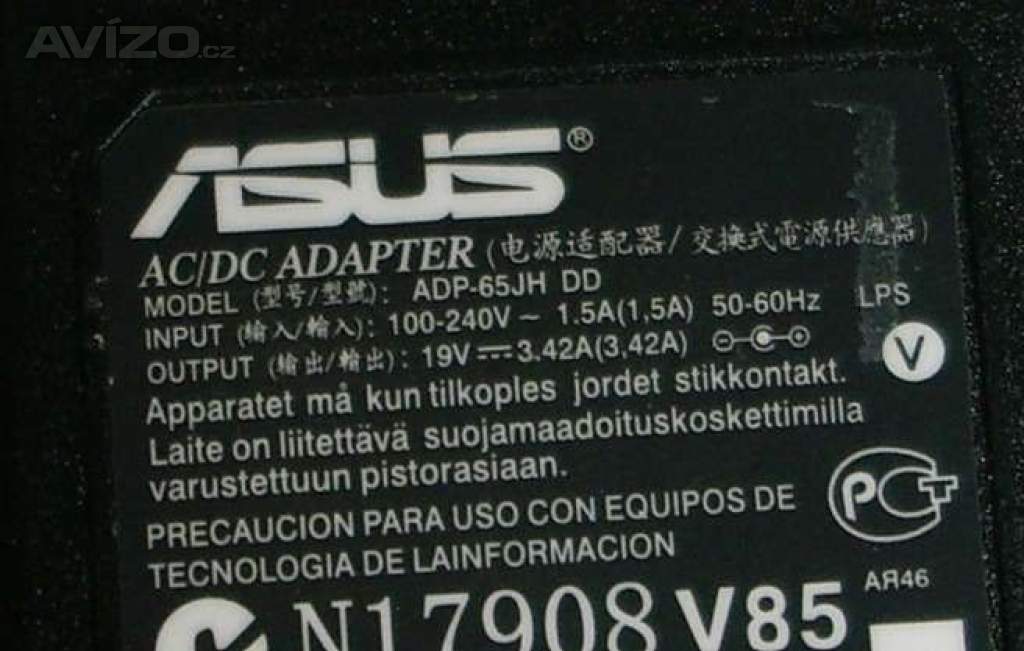 AVÍZO.cz
ASUS®
AC/DC ADAPTER (电源适配器/交換式電源供應器)
MODEL (型号/型號): ADP-65JH DD
INPUT (输入/輸入): 100-240V ~ 1.5A(1,5A) 50-60Hz LPS
OUTPUT (输出/輸出): 19V⎓3.42A(3,42A)
V
Apparatet må kun tilkoples jordet stikkontakt.
Laite on liitettävä suojamaadoituskoskettimilla
varustettuun pistorasiaan.
PRECAUCION PARA USO CON EQUIPOS DE
TECNOLOGIA DE LAINFORMACION
PCT
АЯ46
N17908 V85